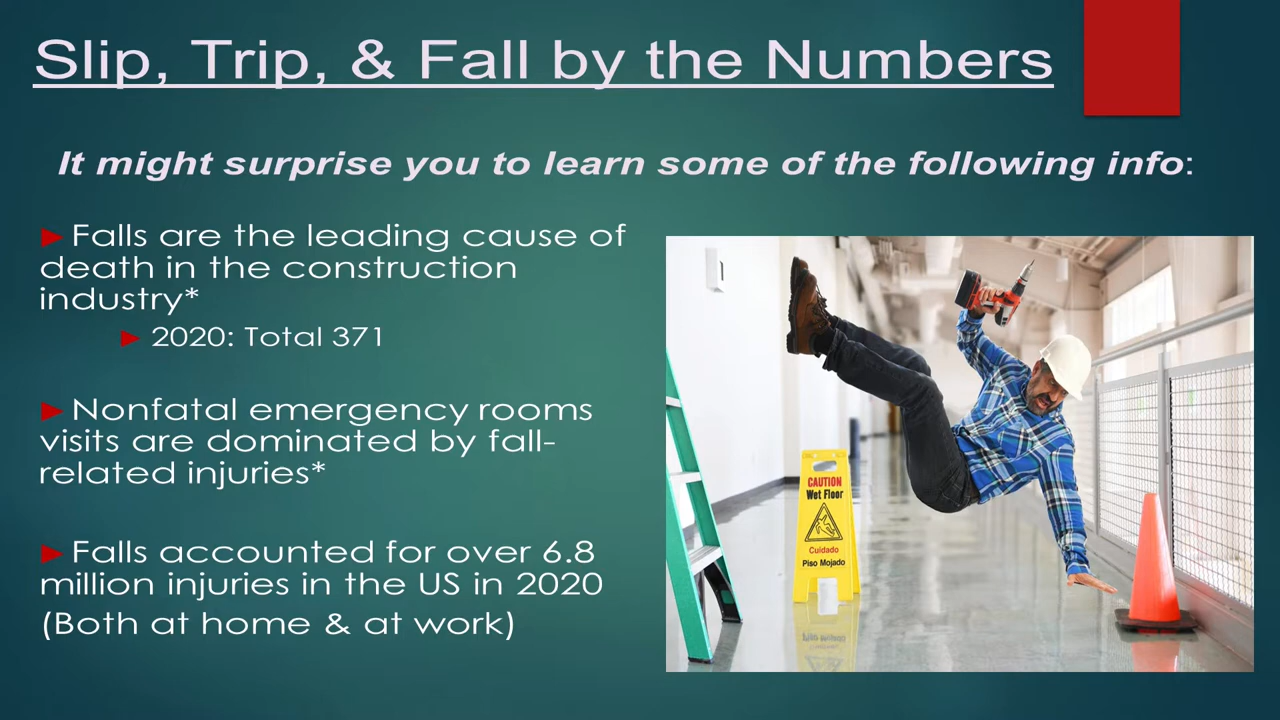 Slip, Trip, & Fall by the Numbers
It might surprise you to learn some of the following info:
Falls are the leading cause of
death in the construction
industry*
2020: Total 371
Nonfatal emergency rooms
visits are dominated by fall-
related injuries*
Falls accounted for over 6.8
million injuries in the US in 2020
(Both at home & at work)
CAUTION
Wet Floor
Cuidado
Piso Mojado